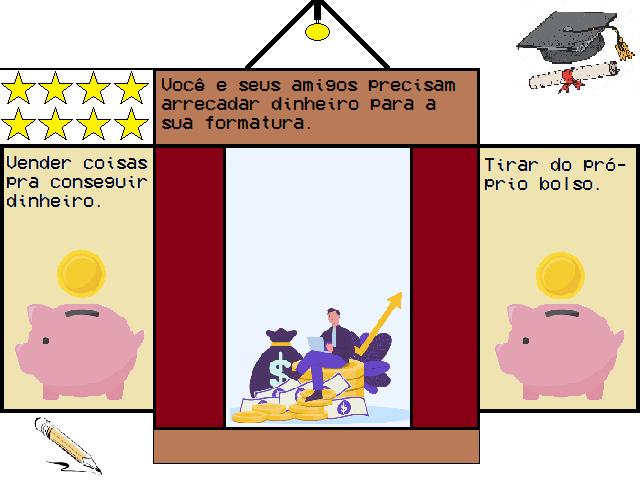 Você e seus amigos precisam
arrecadar dinheiro para a
sua formatura.
Vender coisas
pra conseguir
dinheiro.
Tirar do pró-
prio bolso.
$
$